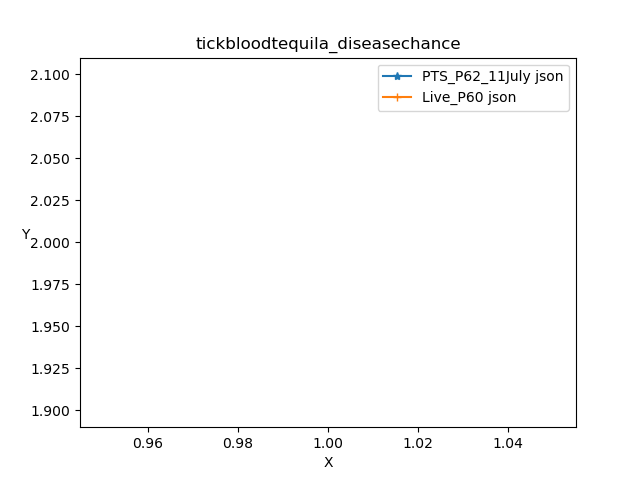 tickbloodtequila_diseasechance
PTS_P62_11July json
Live_P60 json
2.100
2.075
2.050
2.025
2.000
1.975
1.950
1.925
1.900
Y
0.96 0.98 1.00 1.02 1.04
X